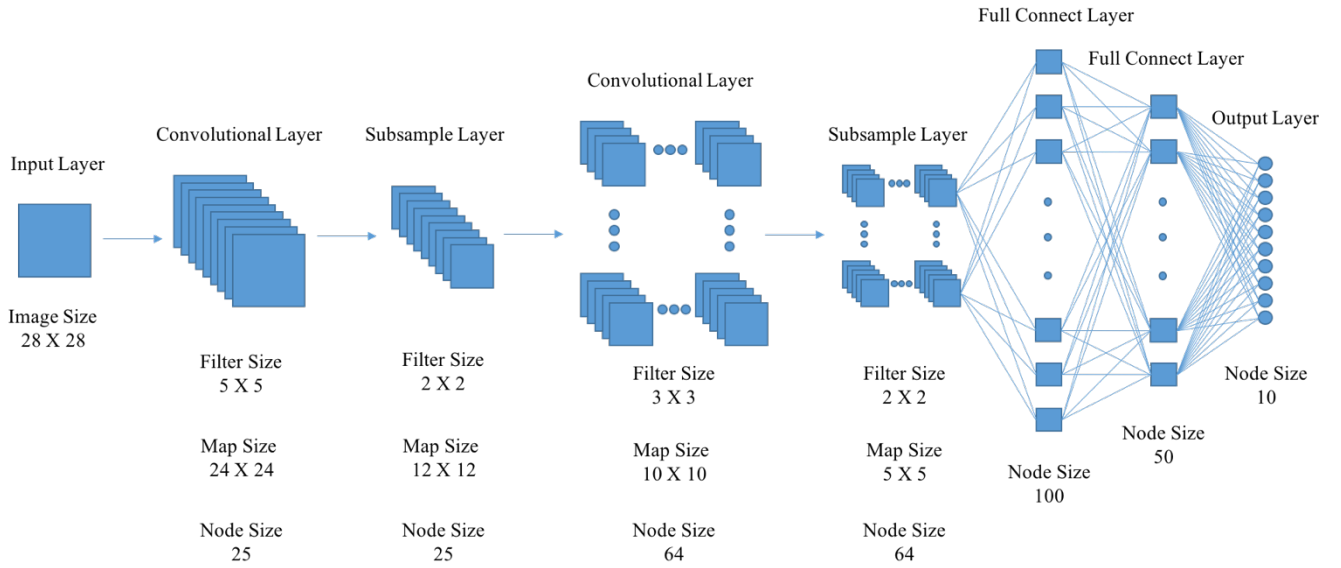 Input Layer
Image Size
28 X 28
Convolutional Layer
Filter Size
5 X 5
Map Size
24 X 24
Node Size
25
Subsample Layer
Filter Size
2 X 2
Map Size
12 X 12
Node Size
25
Convolutional Layer
Filter Size
3 X 3
Map Size
10 X 10
Node Size
64
Subsample Layer
Filter Size
2 X 2
Map Size
5 X 5
Node Size
64
Full Connect Layer
Node Size
100
Full Connect Layer
Node Size
50
Output Layer
Node Size
10